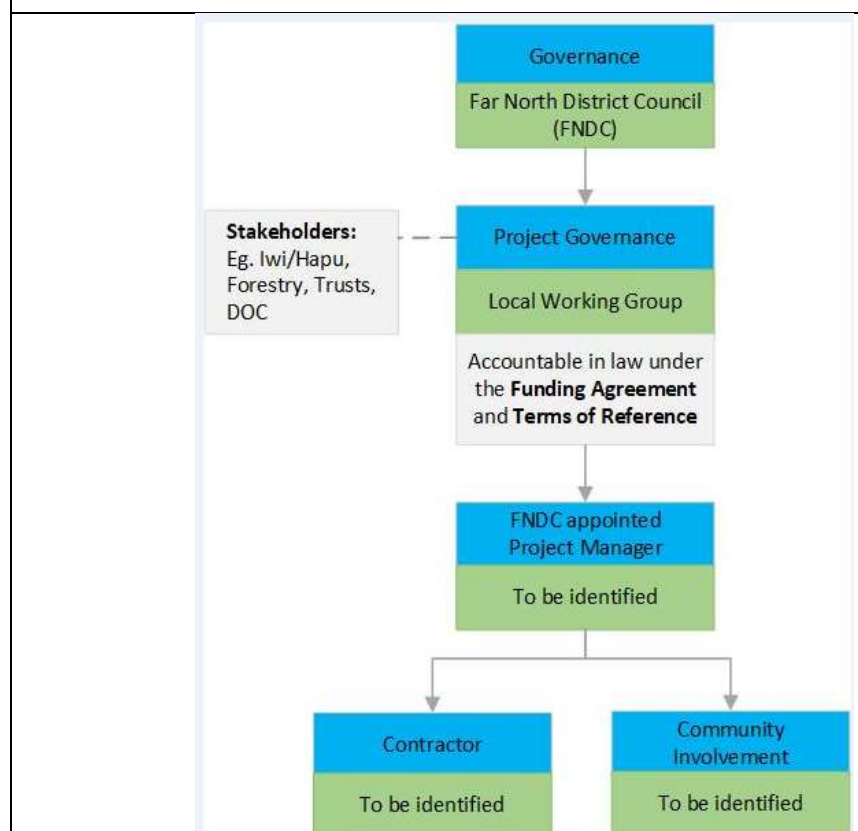 Governance
Far North District Council
(FNDC)
Stakeholders:
Eg. Iwi/Hapu,
Forestry, Trusts,
DOC
Project Governance
Local Working Group
Accountable in law under
the Funding Agreement
and Terms of Reference
FNDC appointed
Project Manager
To be identified
Contractor
To be identified
Community
Involvement
To be identified